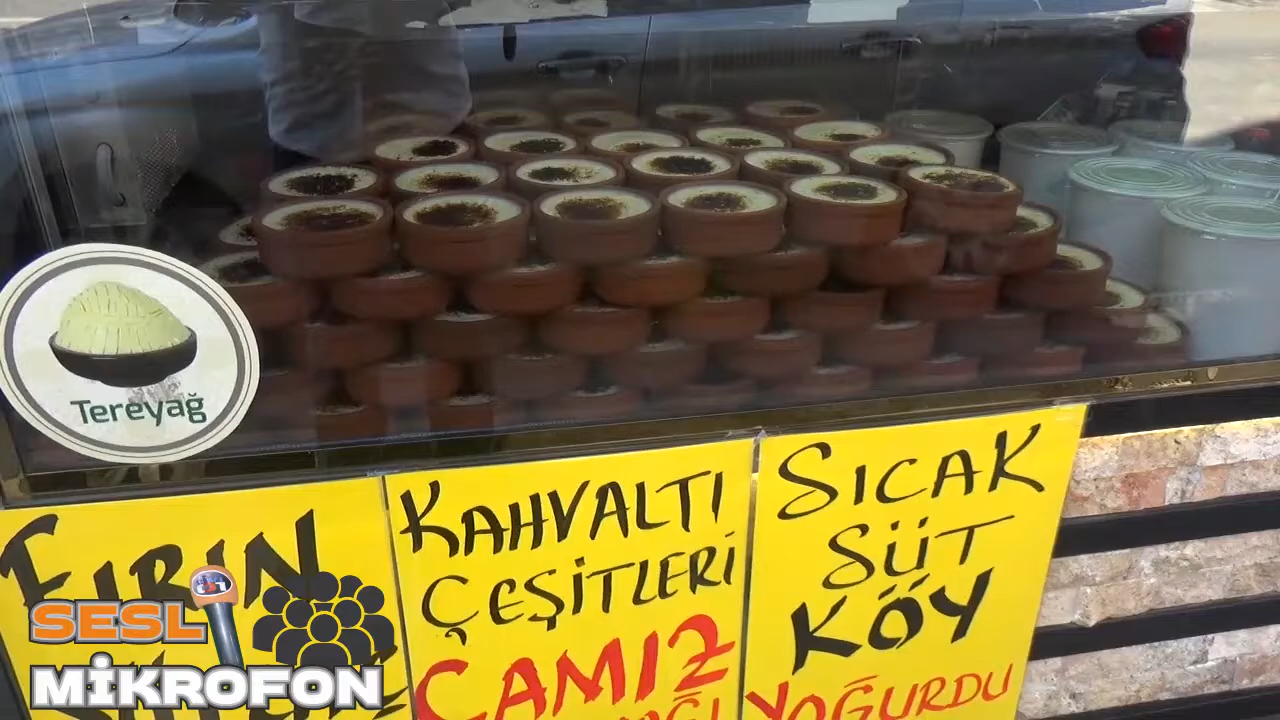 Tereyağ
FIRIN
KAHVALTI
ÇEŞİTLERİ
CAMIZ
SICAK
SÜT
KÖY
YOĞURDU
SESLİ
MİKROFON